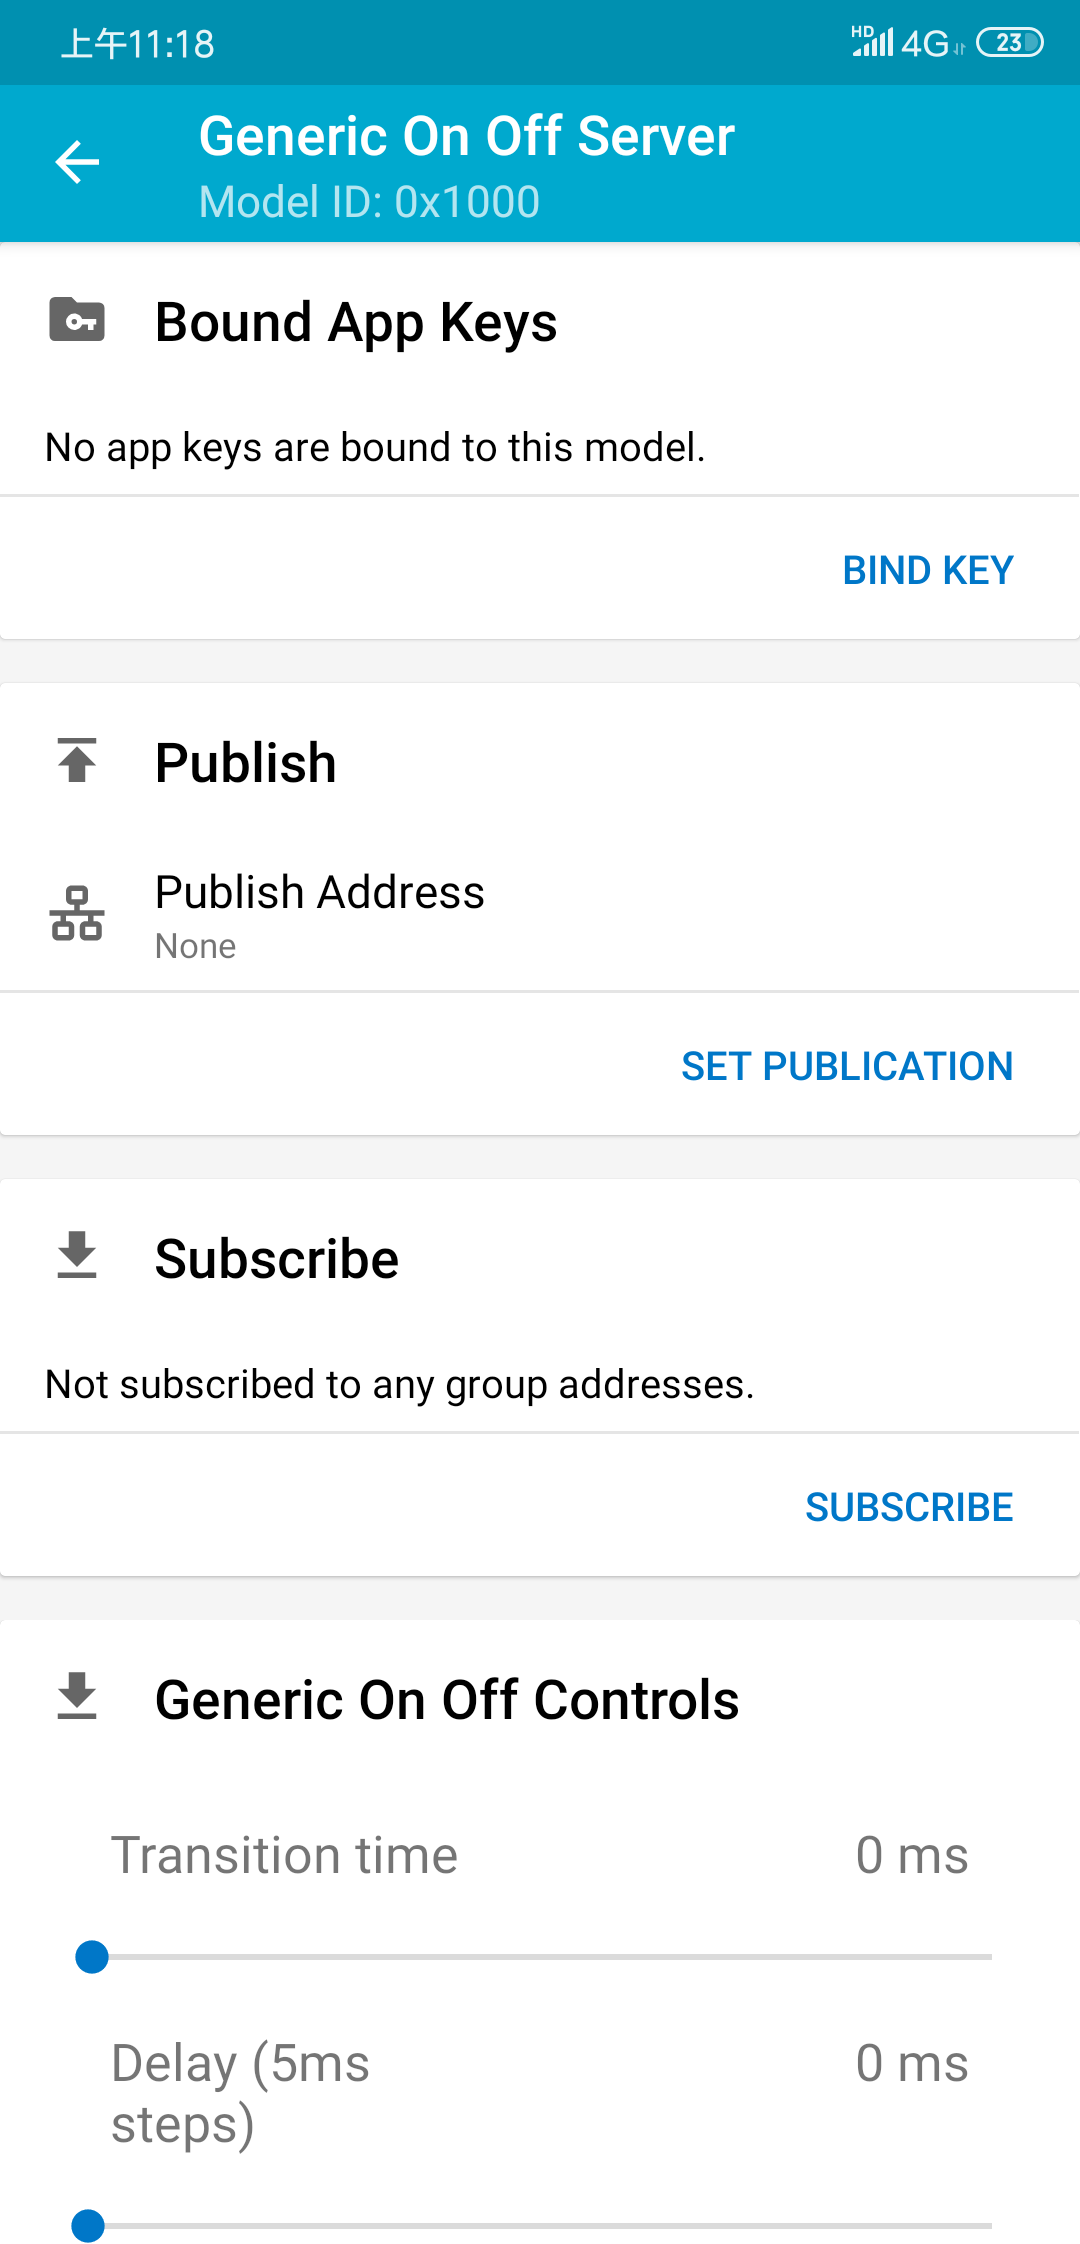 上午11:18
HD 4G 23
Generic On Off Server
Model ID: 0x1000
Bound App Keys
No app keys are bound to this model.
BIND KEY
Publish
Publish Address
None
SET PUBLICATION
Subscribe
Not subscribed to any group addresses.
SUBSCRIBE
Generic On Off Controls
Transition time 0 ms
Delay (5ms 0 ms
steps)